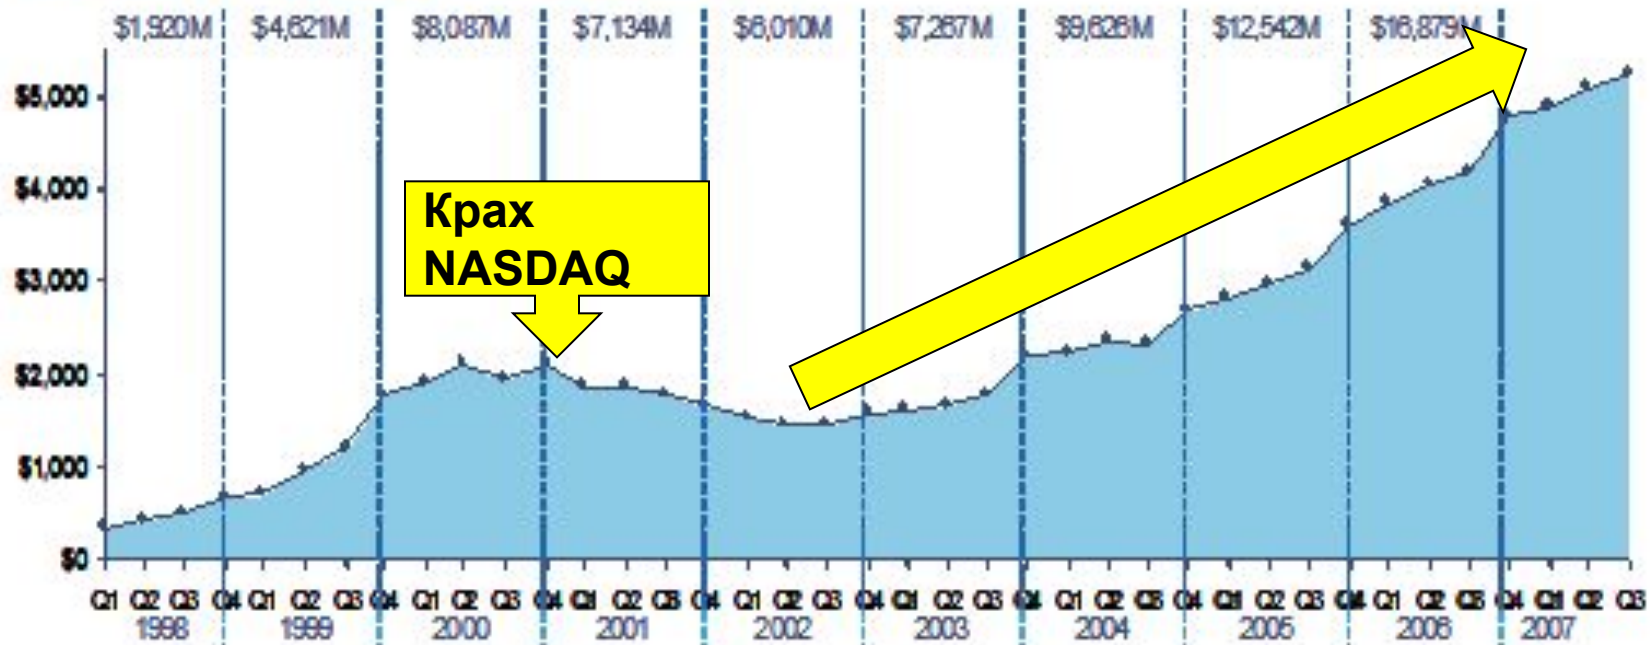 $1,920M $4,621M $8,087M $7,134M $6,010M $7,267M $9,626M $12,542M $16,879M
$5,000
$4,000
Крах
NASDAQ
$3,000
$2,000
$1,000
$0
Q1 Q2 Q3 Q4 Q1 Q2 Q3 Q4 Q1 Q2 Q3 Q4 Q1 Q2 Q3 Q4 Q1 Q2 Q3 Q4 Q1 Q2 Q3 Q4 Q1 Q2 Q3 Q4 Q1 Q2 Q3 Q4 Q1 Q2 Q3 Q4 Q1 Q2 Q3
1998 1999 2000 2001 2002 2003 2004 2005 2006 2007